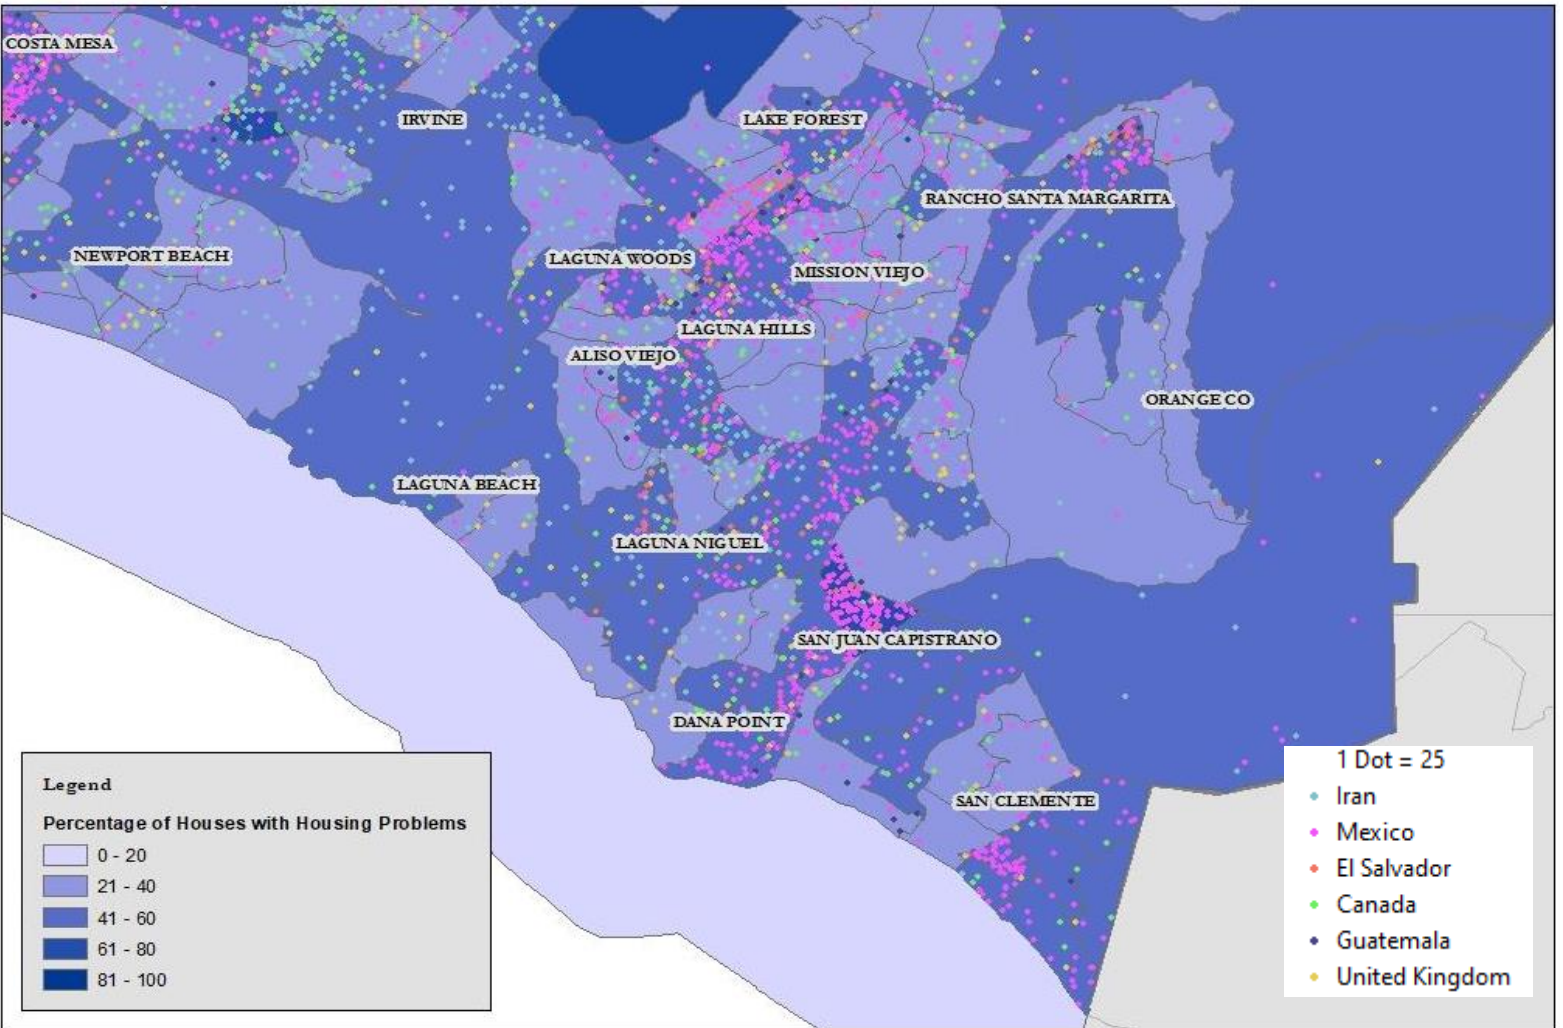 COSTA MESA
IRVINE
LAKE FOREST
RANCHO SANTA MARGARITA
NEWPORT BEACH
LAGUNA WOODS
MISSION VIEJO
LAGUNA HILLS
ALISO VIEJO
ORANGE CO
LAGUNA BEACH
LAGUNA NIGUEL
SAN JUAN CAPISTRANO
DANA POINT
SAN CLEMENTE
Legend
Percentage of Houses with Housing Problems
0 - 20
21 - 40
41 - 60
61 - 80
81 - 100
1 Dot = 25
Iran
Mexico
El Salvador
Canada
Guatemala
United Kingdom